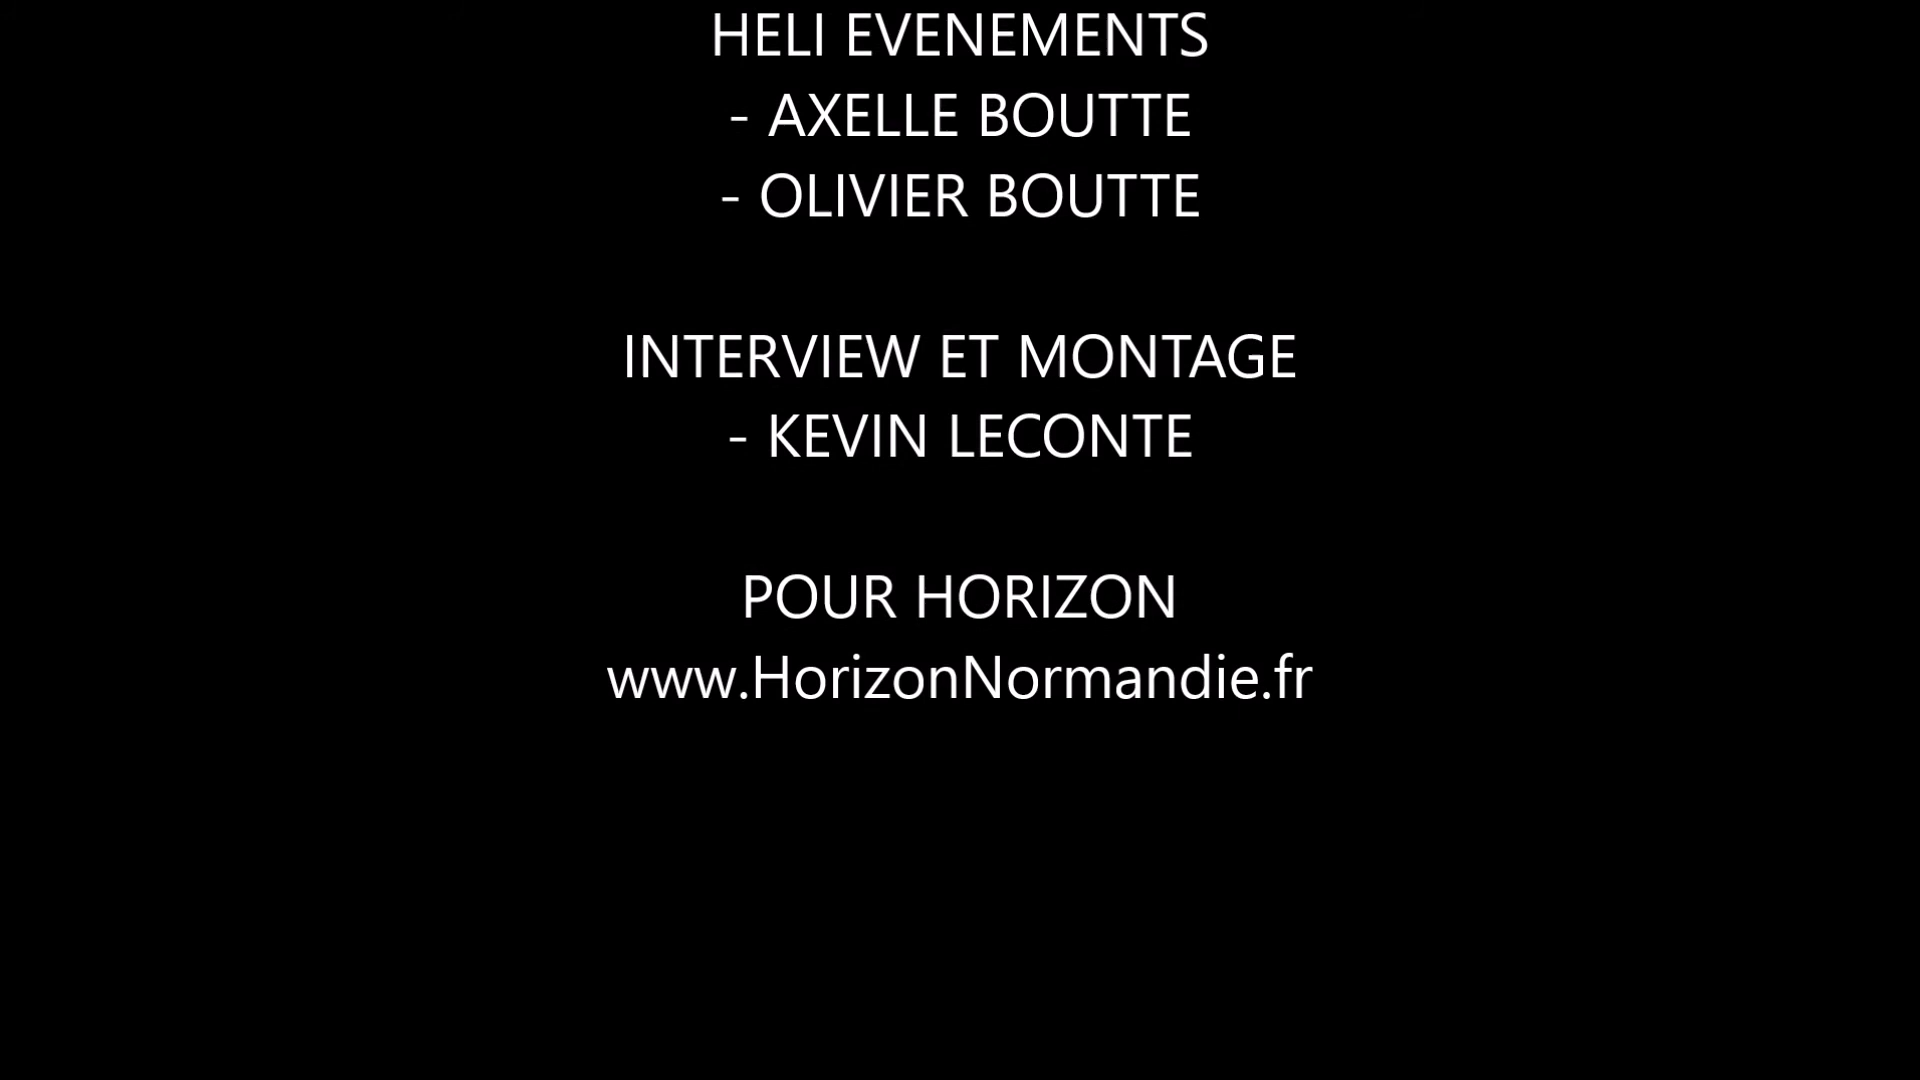 HELI EVENEMENTS
- AXELLE BOUTTE
- OLIVIER BOUTTE
INTERVIEW ET MONTAGE
- KEVIN LECONTE
POUR HORIZON
www.HorizonNormandie.fr